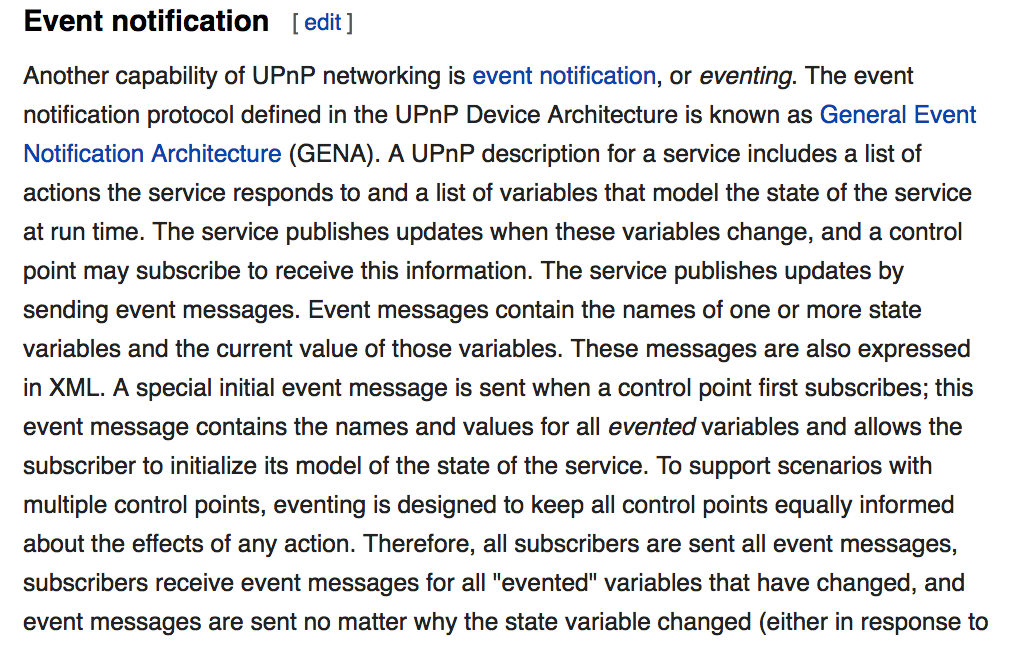 Event notification [ edit ]
Another capability of UPnP networking is event notification, or eventing. The event
notification protocol defined in the UPnP Device Architecture is known as General Event
Notification Architecture (GENA). A UPnP description for a service includes a list of
actions the service responds to and a list of variables that model the state of the service
at run time. The service publishes updates when these variables change, and a control
point may subscribe to receive this information. The service publishes updates by
sending event messages. Event messages contain the names of one or more state
variables and the current value of those variables. These messages are also expressed
in XML. A special initial event message is sent when a control point first subscribes; this
event message contains the names and values for all evented variables and allows the
subscriber to initialize its model of the state of the service. To support scenarios with
multiple control points, eventing is designed to keep all control points equally informed
about the effects of any action. Therefore, all subscribers are sent all event messages,
subscribers receive event messages for all "evented" variables that have changed, and
event messages are sent no matter why the state variable changed (either in response to